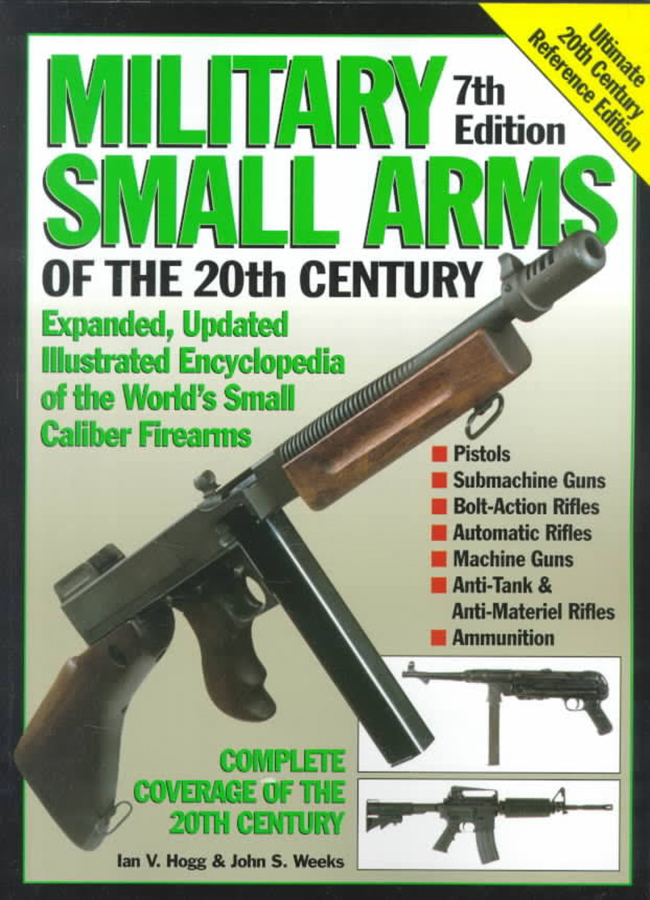 Ultimate
20th Century
Reference Edition
MILITARY
7th
Edition
SMALL ARMS
OF THE 20th CENTURY
Expanded, Updated
Illustrated Encyclopedia
of the World's Small
Caliber Firearms
Pistols
Submachine Guns
Bolt-Action Rifles
Automatic Rifles
Machine Guns
Anti-Tank &
Anti-Materiel Rifles
Ammunition
COMPLETE
COVERAGE OF THE
20TH CENTURY
Ian V. Hogg & John S. Weeks